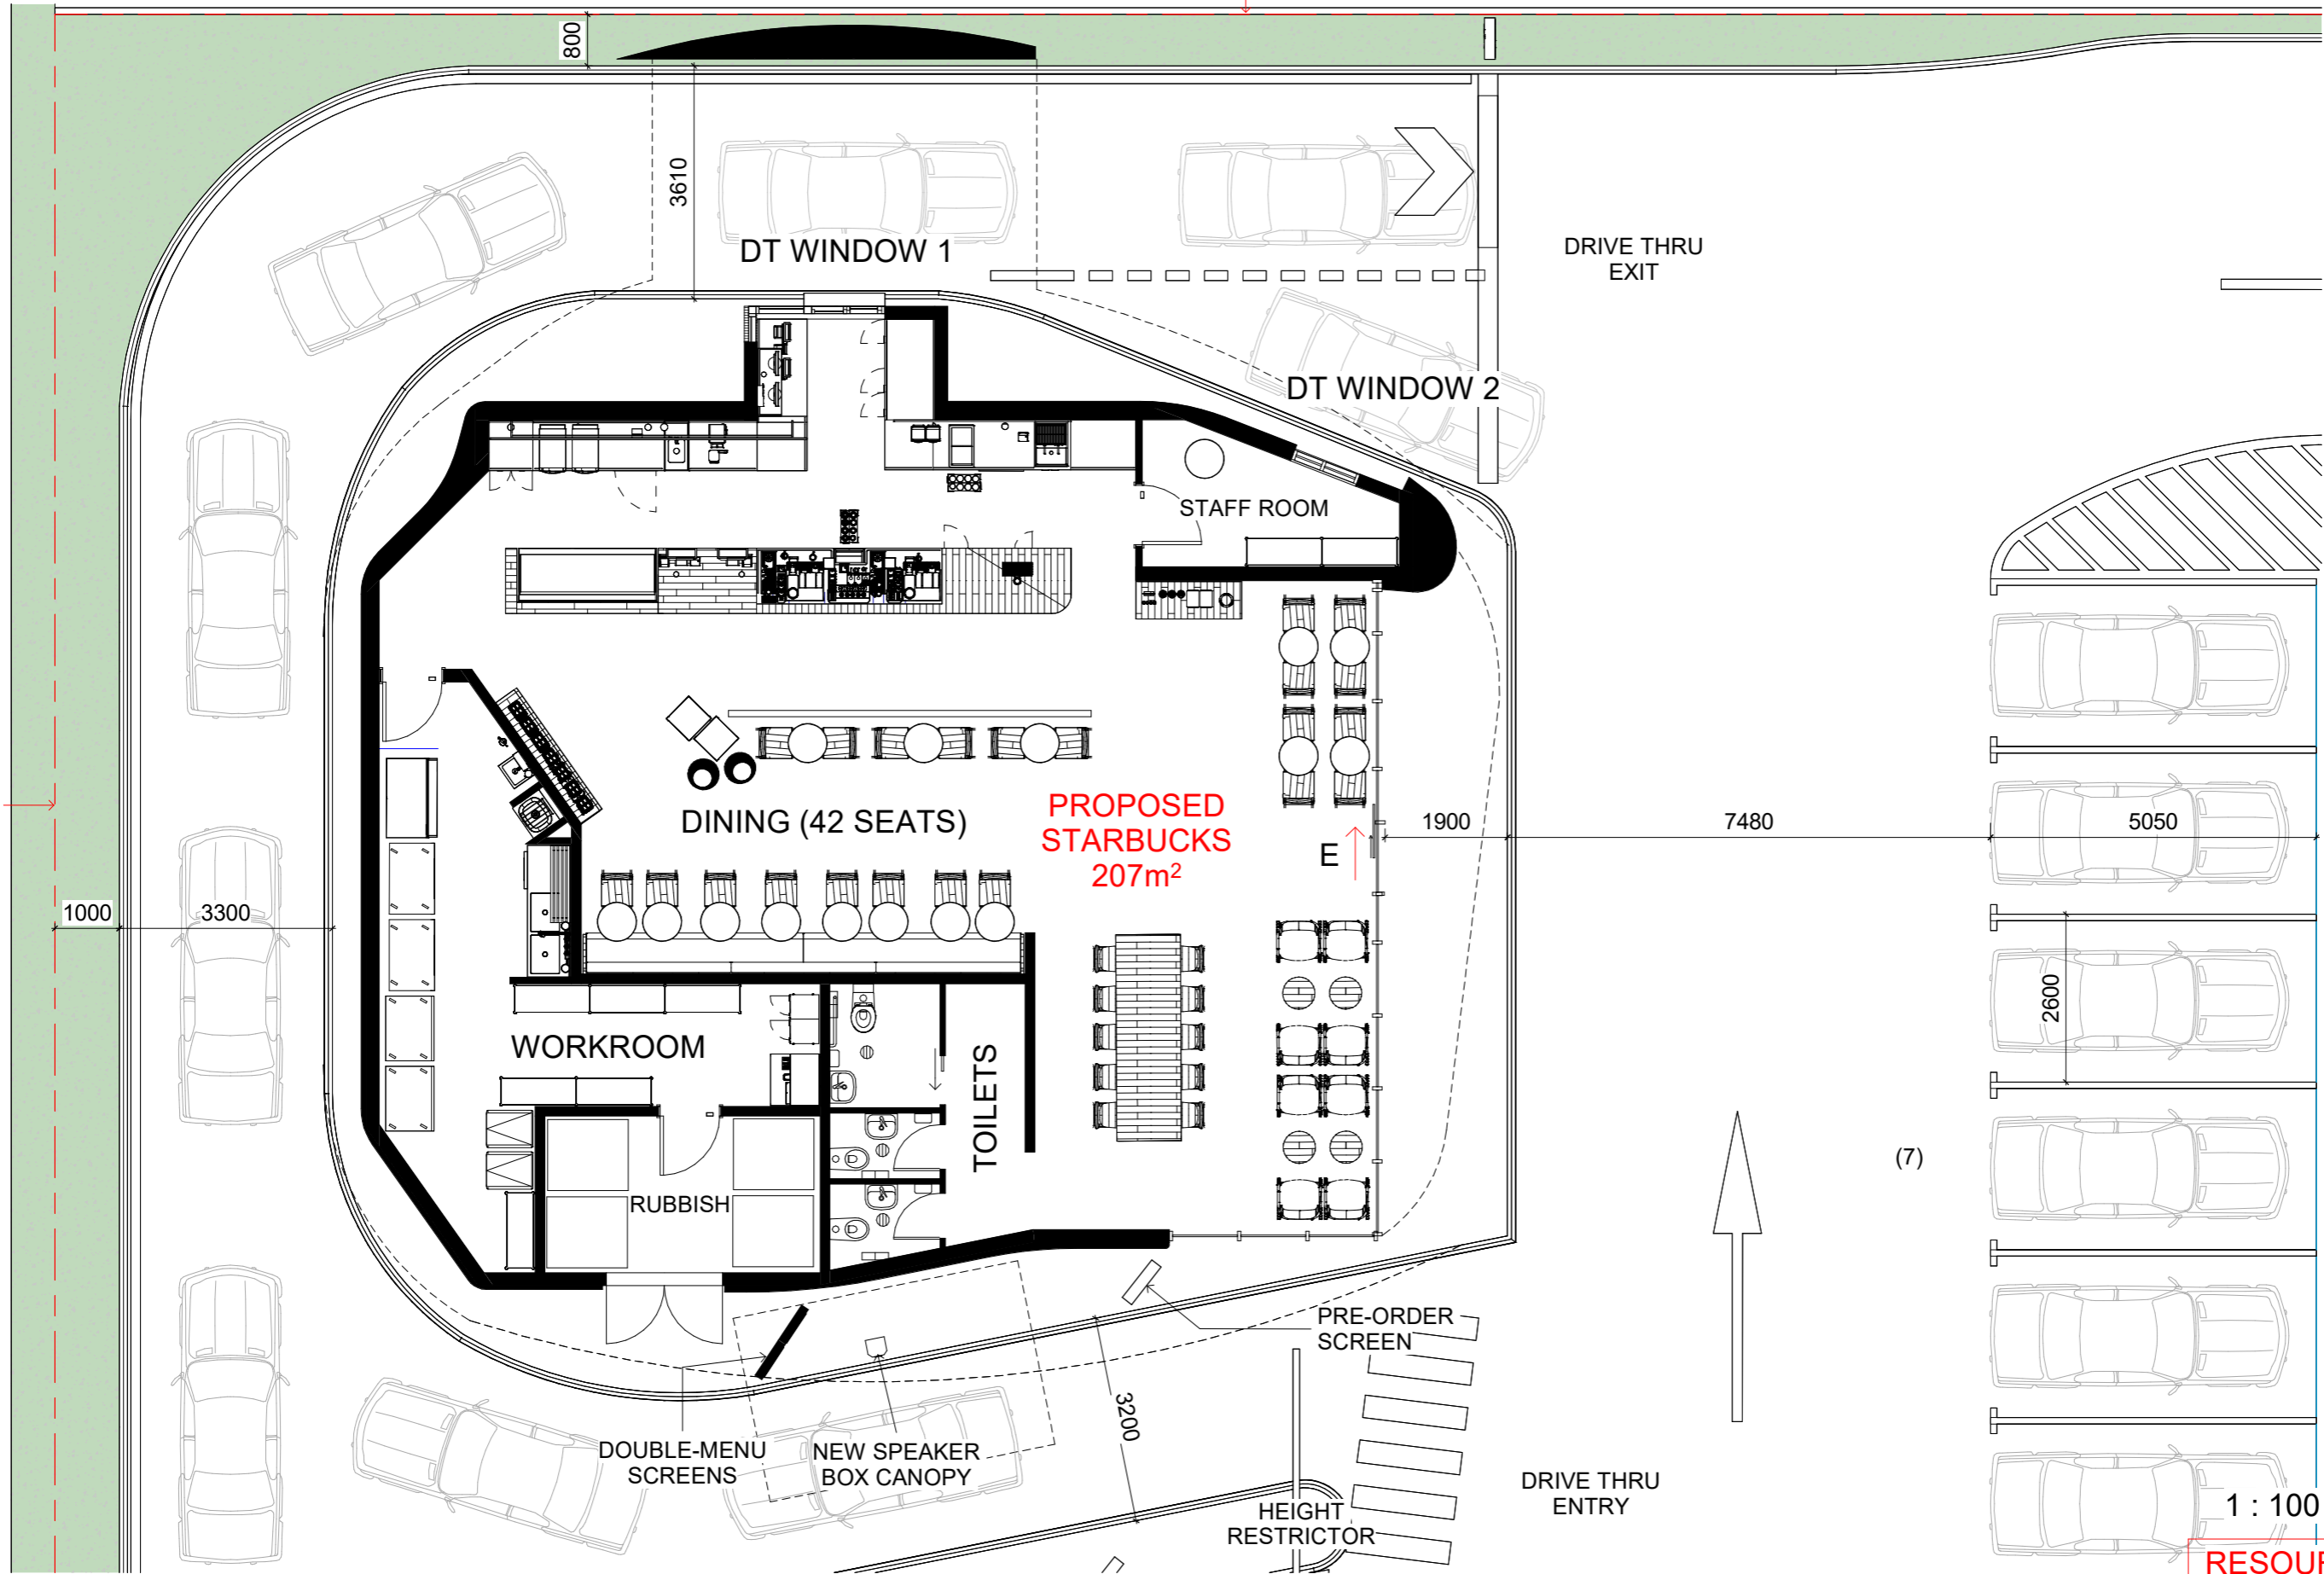 800
3610
DT WINDOW 1
DRIVE THRU
EXIT
DT WINDOW 2
STAFF ROOM
DINING (42 SEATS)
PROPOSED
STARBUCKS
207m²
E
1900
7480
5050
1000
3300
2600
WORKROOM
TOILETS
(7)
RUBBISH
PRE-ORDER
SCREEN
3200
DOUBLE-MENU
SCREENS
NEW SPEAKER
BOX CANOPY
HEIGHT
RESTRICTOR
DRIVE THRU
ENTRY
1 : 100